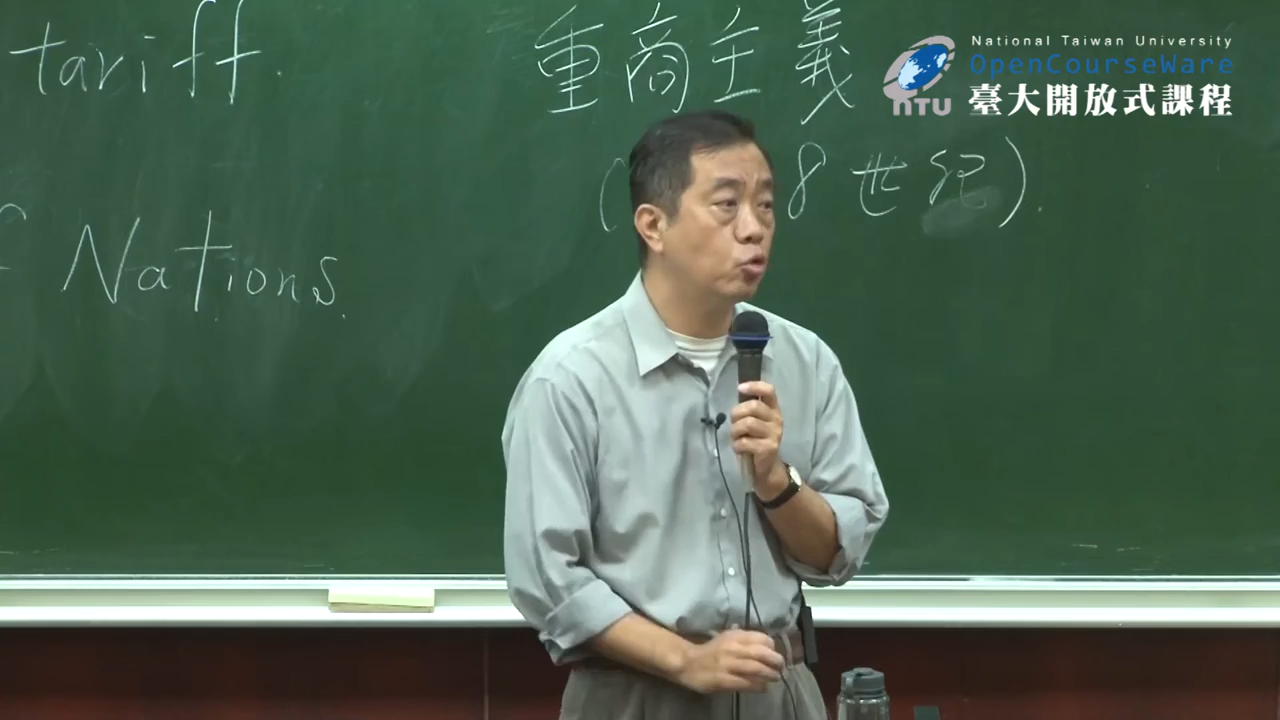 tariff
重商主義
National Taiwan University
OpenCourseWare
NTU
臺大開放式課程
( 8世紀).
Nations.